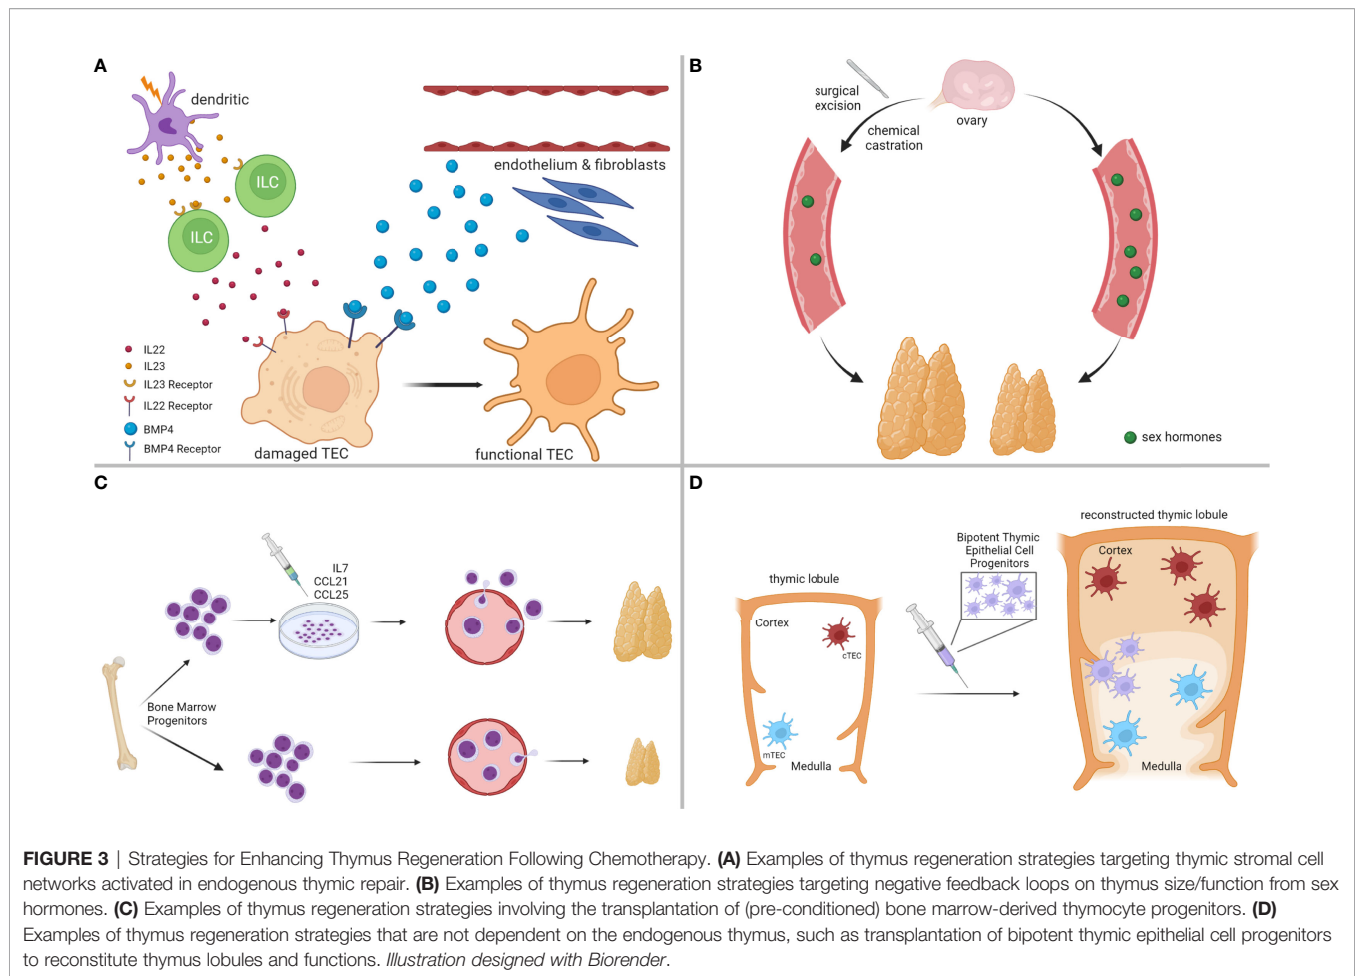 A
dendritic
ILC
ILC
endothelium & fibroblasts
IL22
IL23
IL23 Receptor
IL22 Receptor
BMP4
BMP4 Receptor
damaged TEC
functional TEC
B
surgical
excision
chemical
castration
ovary
sex hormones
C
IL7
CCL21
CCL25
Bone Marrow
Progenitors
D
thymic lobule
Cortex
cTEC
mTEC
Medulla
Bipotent Thymic
Epithelial Cell
Progenitors
reconstructed thymic lobule
Cortex
Medulla
FIGURE 3 | Strategies for Enhancing Thymus Regeneration Following Chemotherapy. (A) Examples of thymus regeneration strategies targeting thymic stromal cell
networks activated in endogenous thymic repair. (B) Examples of thymus regeneration strategies targeting negative feedback loops on thymus size/function from sex
hormones. (C) Examples of thymus regeneration strategies involving the transplantation of (pre-conditioned) bone marrow-derived thymocyte progenitors. (D)
Examples of thymus regeneration strategies that are not dependent on the endogenous thymus, such as transplantation of bipotent thymic epithelial cell progenitors
to reconstitute thymus lobules and functions. Illustration designed with Biorender.